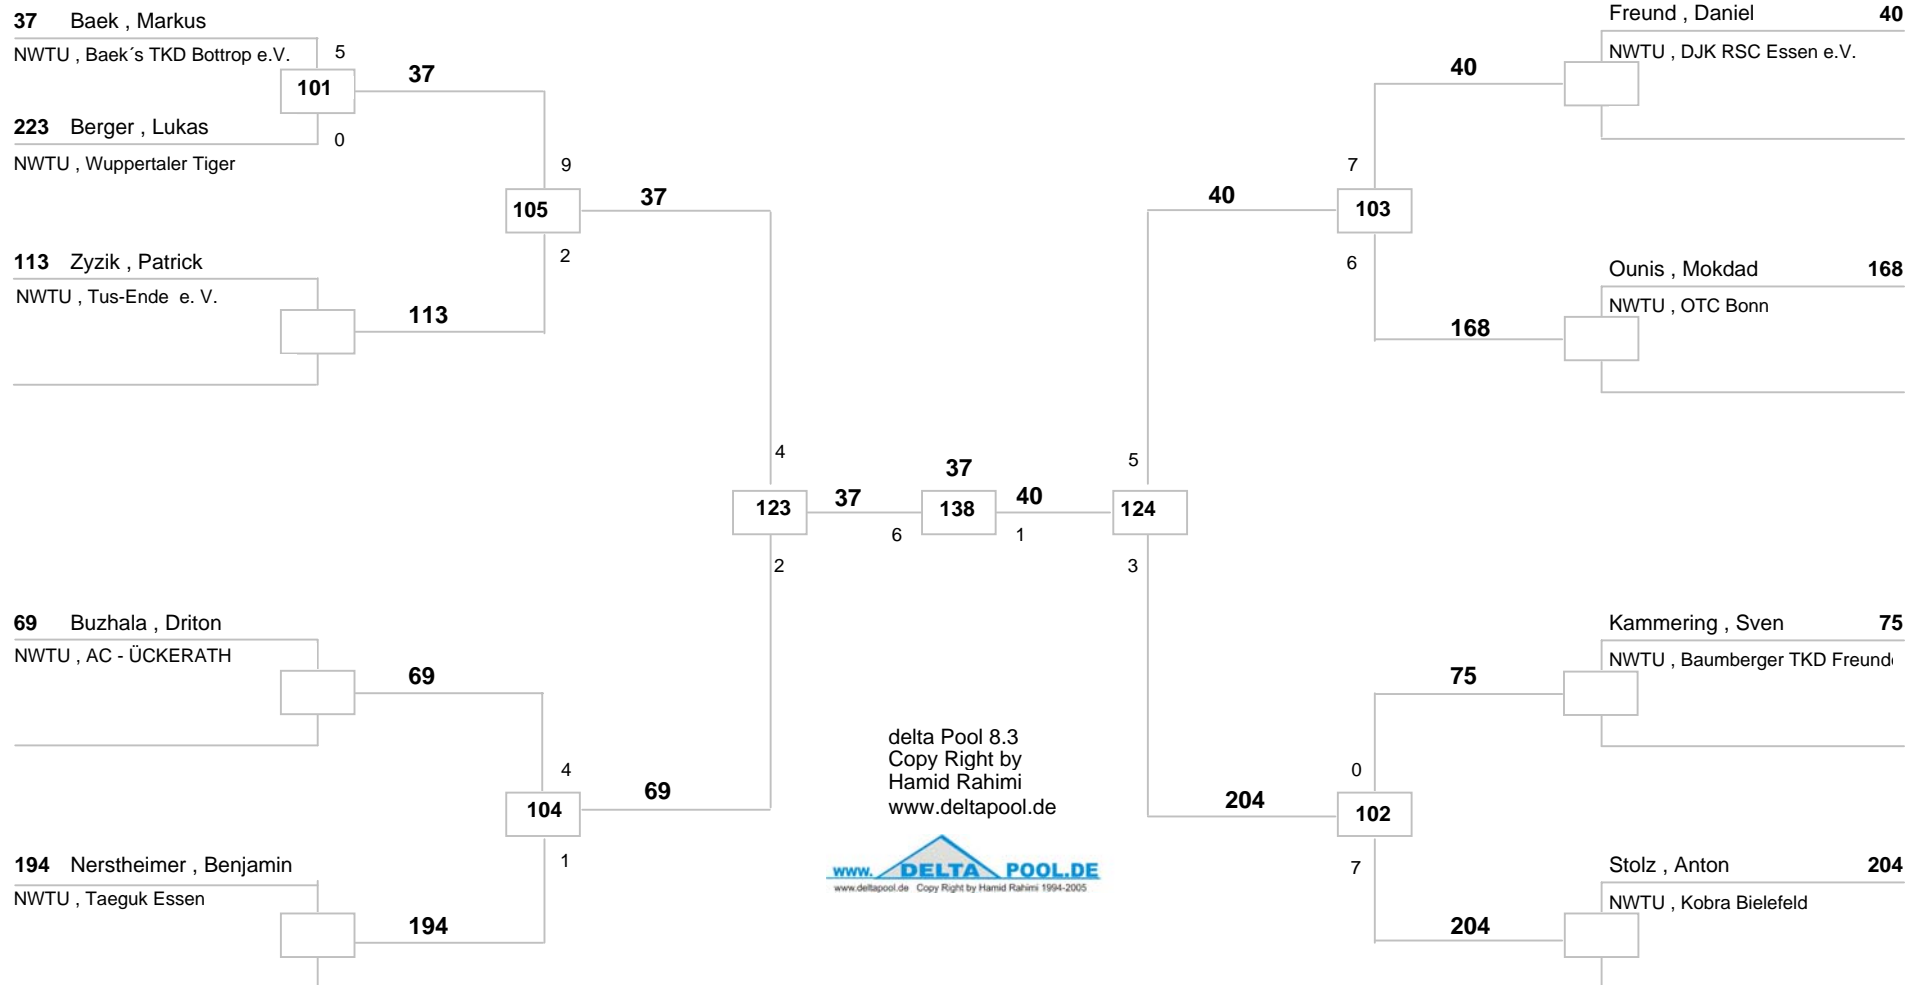 37 Baek , Markus
NWTU , Baek´s TKD Bottrop e.V.
5
101
37
223 Berger , Lukas
0
NWTU , Wuppertaler Tiger
9
105
37
2
113 Zyzik , Patrick
NWTU , Tus-Ende e. V.
113
4
123
37
6
2
69 Buzhala , Driton
NWTU , AC - ÜCKERATH
69
4
104
69
1
194 Nerstheimer , Benjamin
NWTU , Taeguk Essen
194
37
138
Freund , Daniel 40
NWTU , DJK RSC Essen e.V.
40
7
40
103
6
Ounis , Mokdad 168
NWTU , OTC Bonn
168
5
40
124
1
3
Kammering , Sven 75
NWTU , Baumberger TKD Freund
75
0
204
102
7
Stolz , Anton 204
NWTU , Kobra Bielefeld
204
delta Pool 8.3
Copy Right by
Hamid Rahimi
www.deltapool.de
www. DELTA POOL.DE
www.deltapool.de Copy Right by Hamid Rahimi 1994-2005